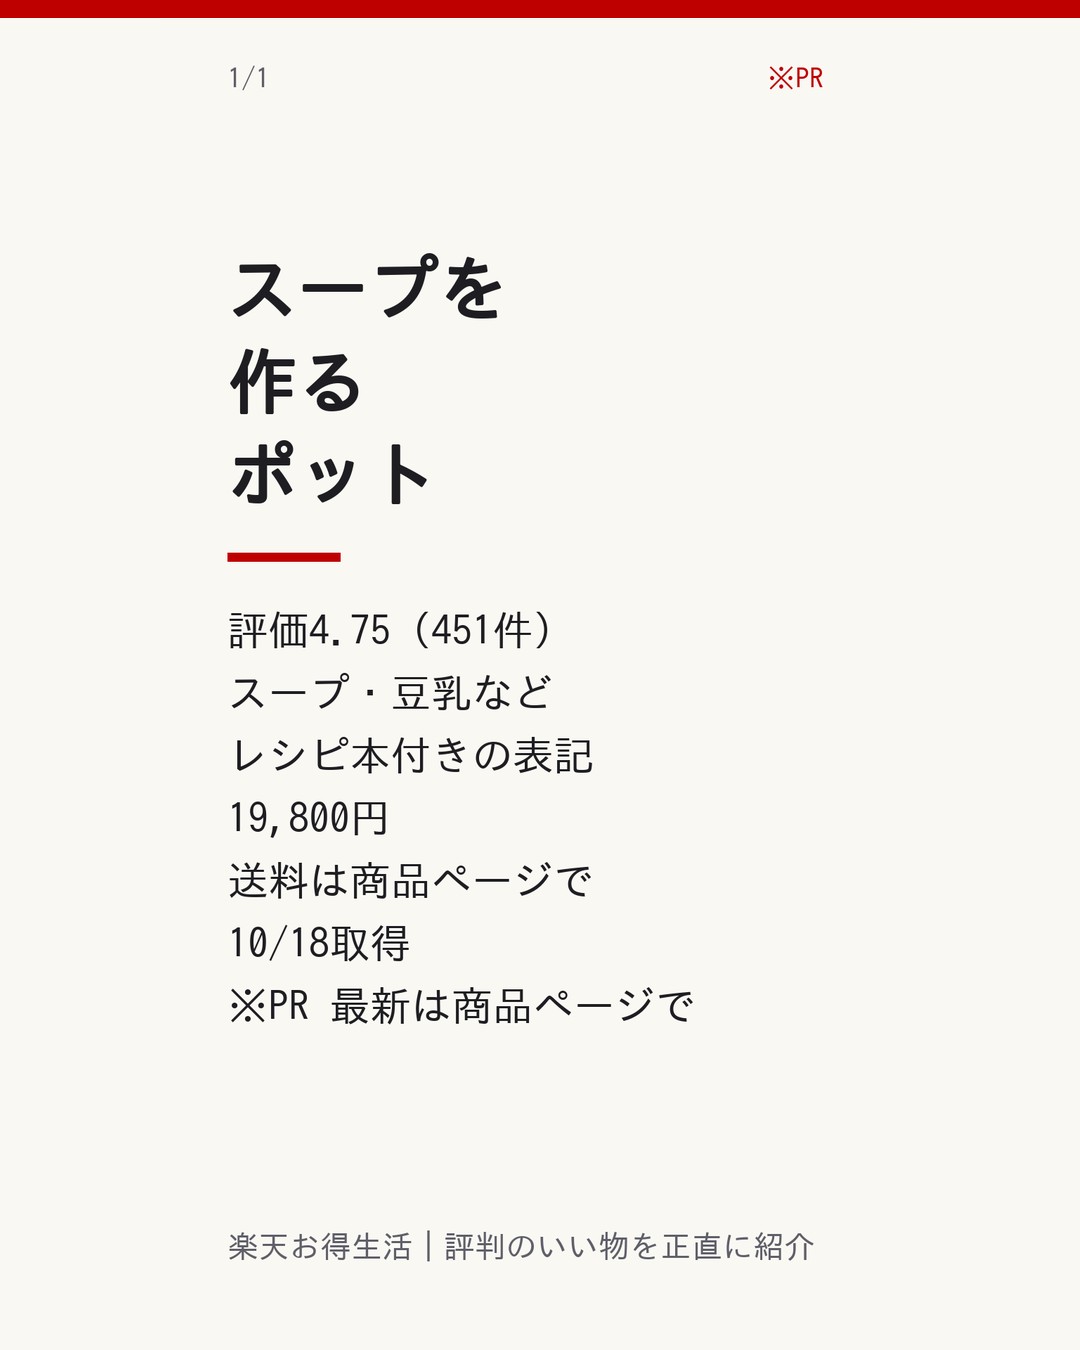 1/1
※PR
スープを
作る
ポット
評価4.75（451件）
スープ・豆乳など
レシピ本付きの表記
19,800円
送料は商品ページで
10/18取得
※PR 最新は商品ページで
楽天お得生活｜評判のいい物を正直に紹介